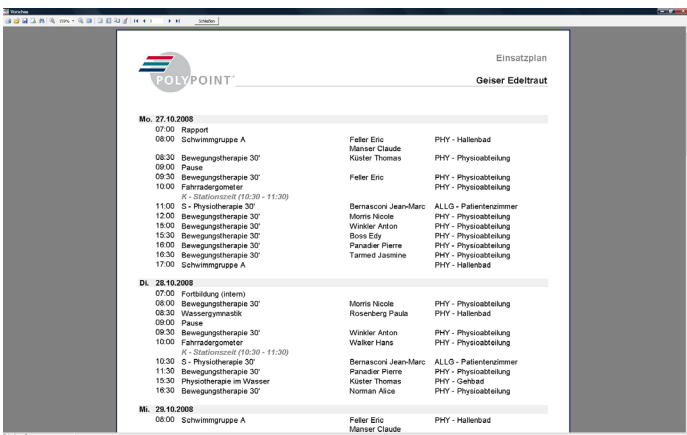 Vorschau
Schließen
Einsatzplan
POLYPOINT
Geiser Edeltraut
Mo. 27.10.2008
07:00 Rapport
08:00 Schwimmgruppe A Feller Eric PHY - Hallenbad
Manser Claude
08:30 Bewegungstherapie 30' Küster Thomas PHY - Physioabteilung
09:00 Pause
09:30 Bewegungstherapie 30' Feller Eric PHY - Physioabteilung
10:00 Fahrradergometer PHY - Physioabteilung
K - Stationszeit (10:30 - 11:30)
11:00 S - Physiotherapie 30' Bernasconi Jean-Marc ALLG - Patientenzimmer
12:00 Bewegungstherapie 30' Morris Nicole PHY - Physioabteilung
15:00 Bewegungstherapie 30' Winkler Anton PHY - Physioabteilung
15:30 Bewegungstherapie 30' Boss Edy PHY - Physioabteilung
16:00 Bewegungstherapie 30' Panadier Pierre PHY - Physioabteilung
16:30 Bewegungstherapie 30' Tarmed Jasmine PHY - Physioabteilung
17:00 Schwimmgruppe A PHY - Hallenbad
Di. 28.10.2008
07:00 Fortbildung (intern)
08:00 Bewegungstherapie 30' Morris Nicole PHY - Physioabteilung
08:30 Wassergymnastik Rosenberg Paula PHY - Hallenbad
09:00 Pause
09:30 Bewegungstherapie 30' Winkler Anton PHY - Physioabteilung
10:00 Fahrradergometer Walker Hans PHY - Physioabteilung
K - Stationszeit (10:30 - 11:30)
10:30 S - Physiotherapie 30' Bernasconi Jean-Marc ALLG - Patientenzimmer
11:30 Bewegungstherapie 30' Panadier Pierre PHY - Physioabteilung
15:30 Physiotherapie im Wasser Küster Thomas PHY - Gehbad
16:30 Bewegungstherapie 30' Norman Alice PHY - Physioabteilung
Mi. 29.10.2008
08:00 Schwimmgruppe A Feller Eric PHY - Hallenbad
Manser Claude